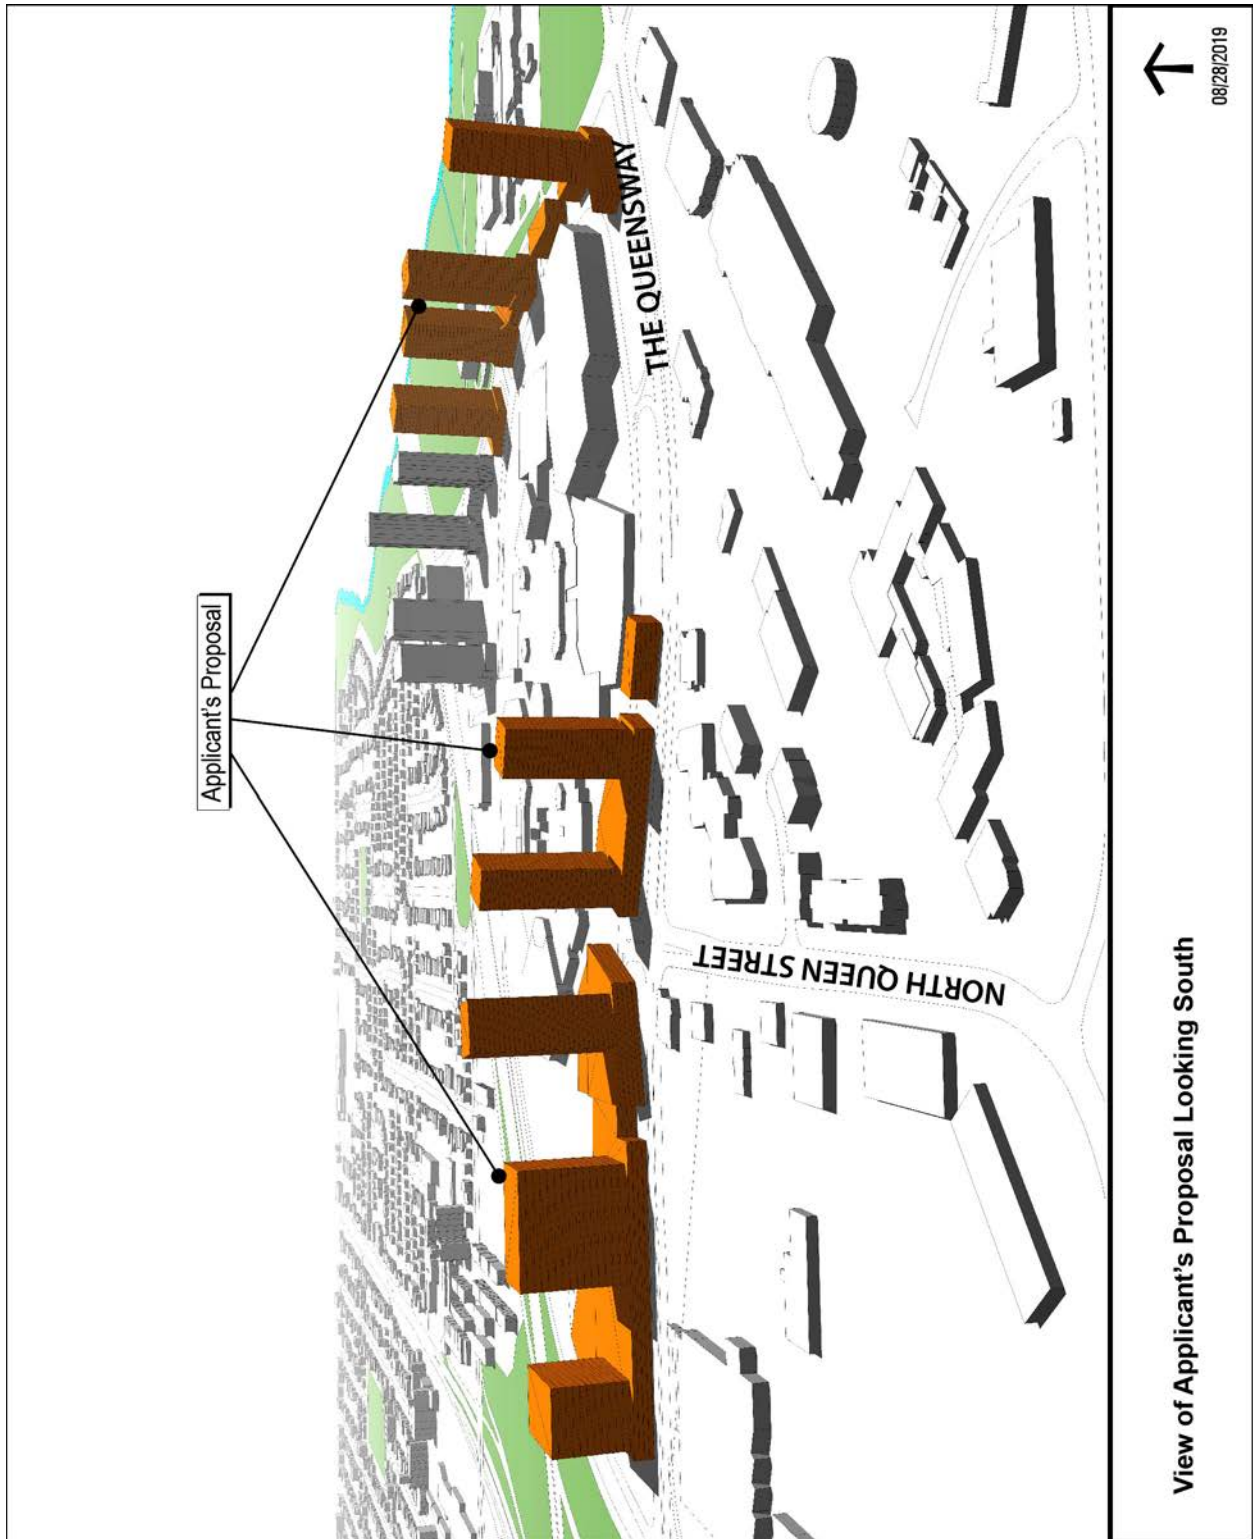 Applicant's Proposal
THE QUEENSWAY
NORTH QUEEN STREET
View of Applicant's Proposal Looking South
08/28/2019